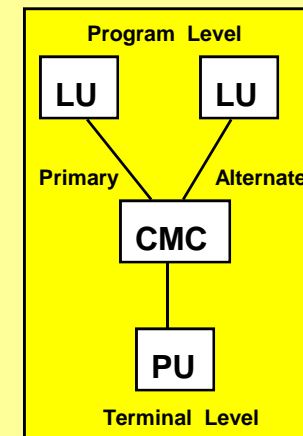 Program Level
LU LU
Primary Alternate
CMC
PU
Terminal Level